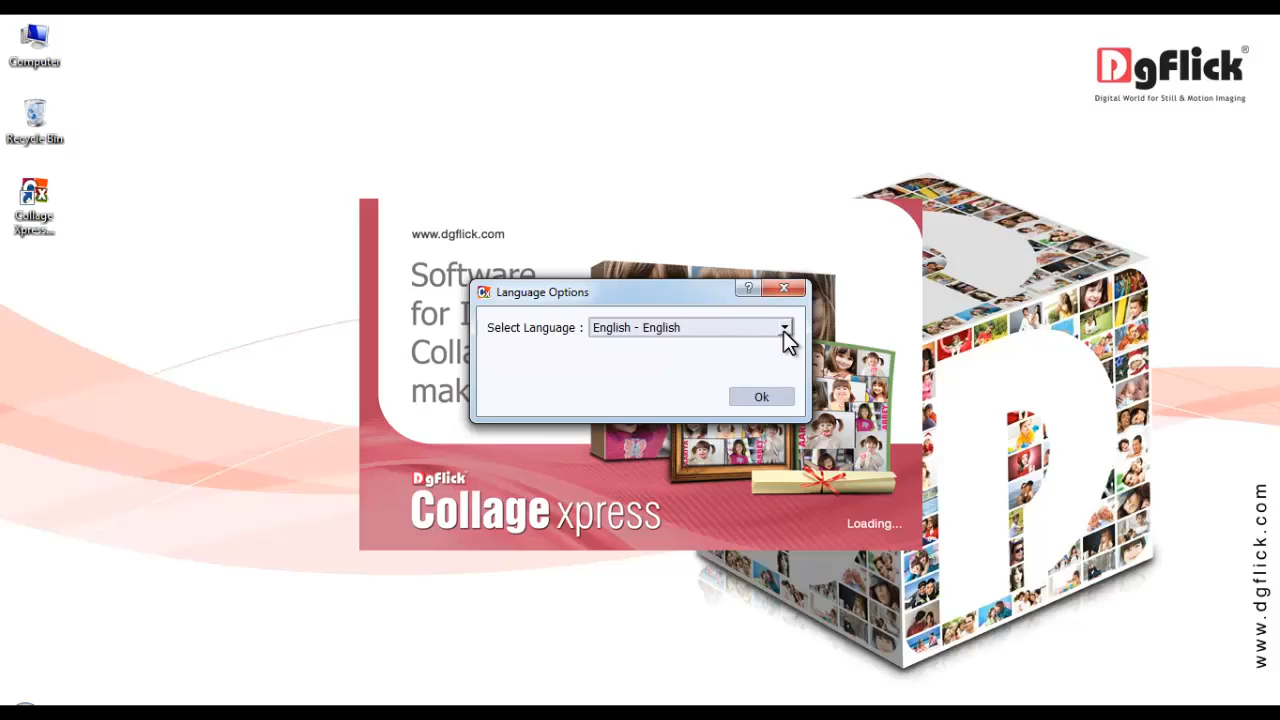 Computer
Recycle Bin
Collage
Xpress...
DgFlick®
Digital World for Still & Motion Imaging
www.dgflick.com
Software
for I
Colla
mak
Language Options
?
Select Language :
English - English
Ok
DgFlick
Collage xpress
Loading...
www.dgflick.com